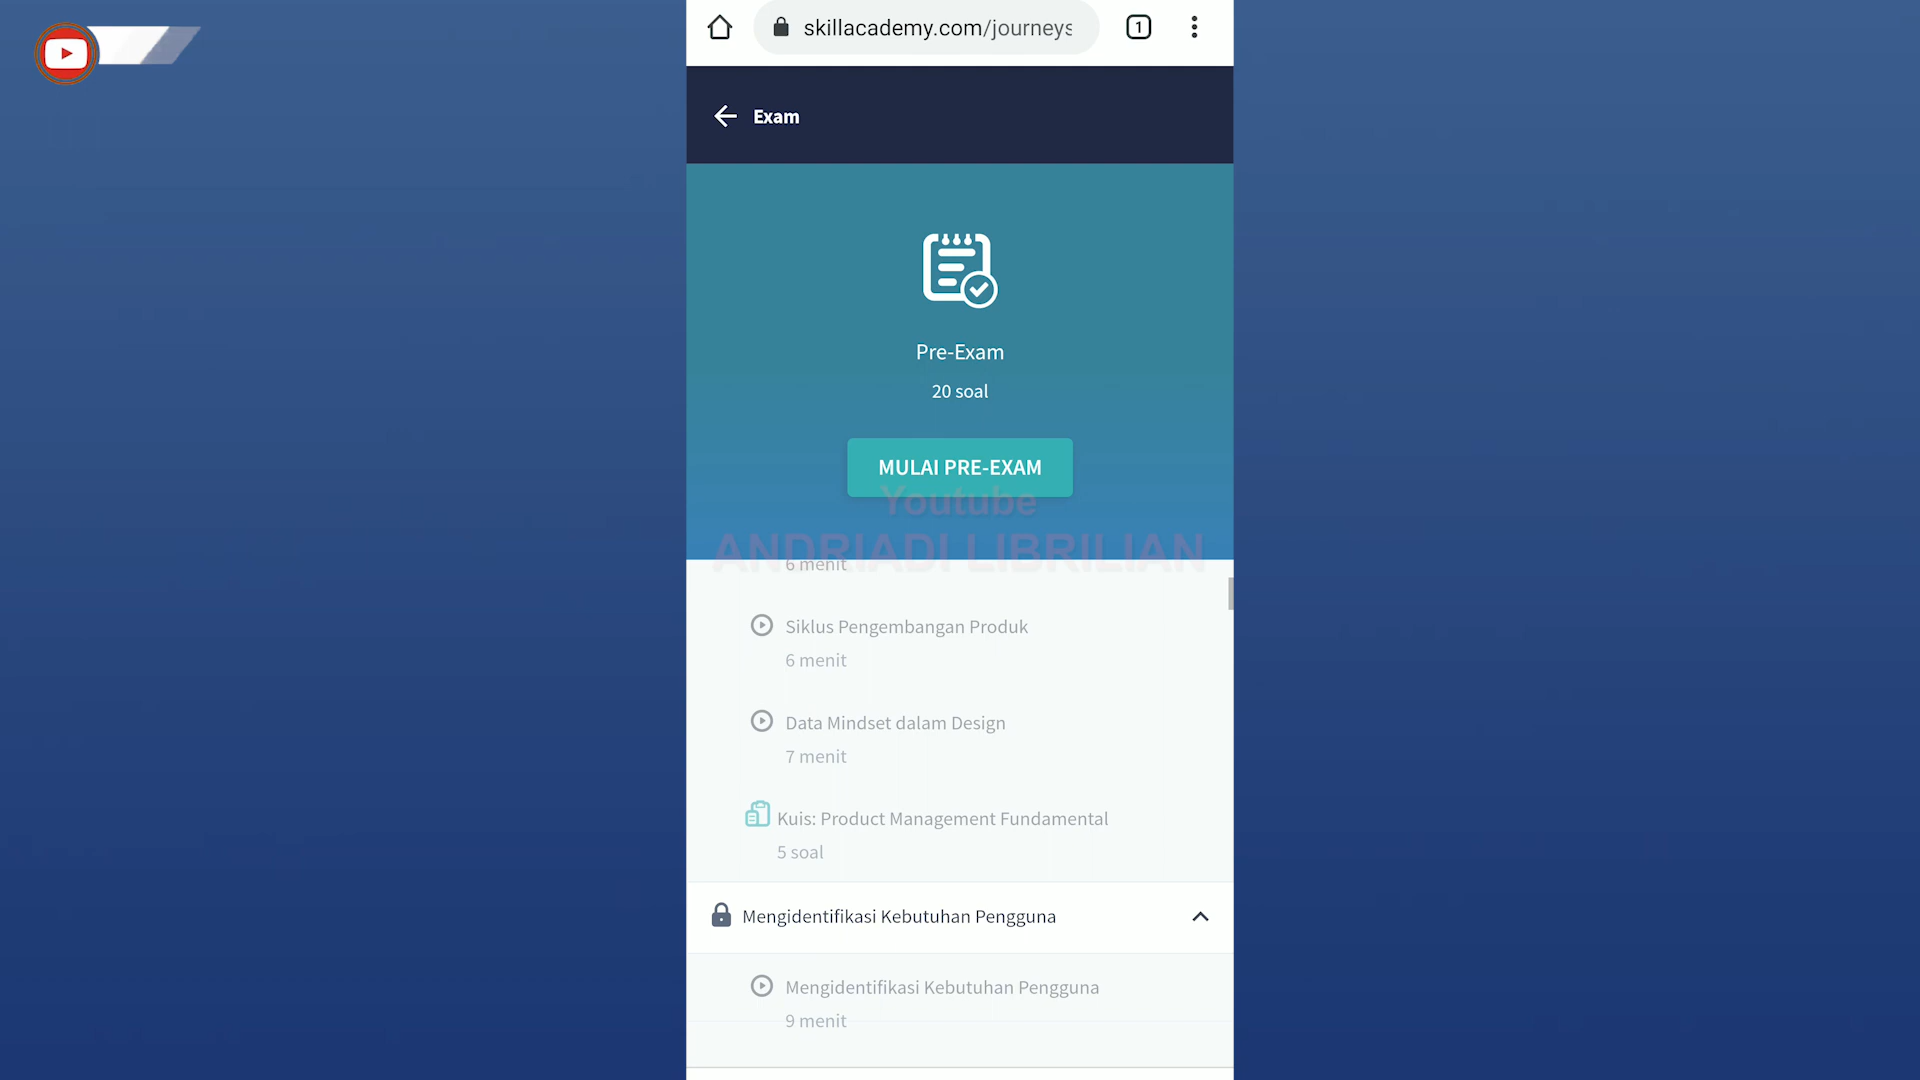 skillacademy.com/journeys
1
Exam
Pre-Exam
20 soal
MULAI PRE-EXAM
Youtube
ANDRIADI LIBRILIAN
6 menit
Siklus Pengembangan Produk
6 menit
Data Mindset dalam Design
7 menit
Kuis: Product Management Fundamental
5 soal
Mengidentifikasi Kebutuhan Pengguna
Mengidentifikasi Kebutuhan Pengguna
9 menit